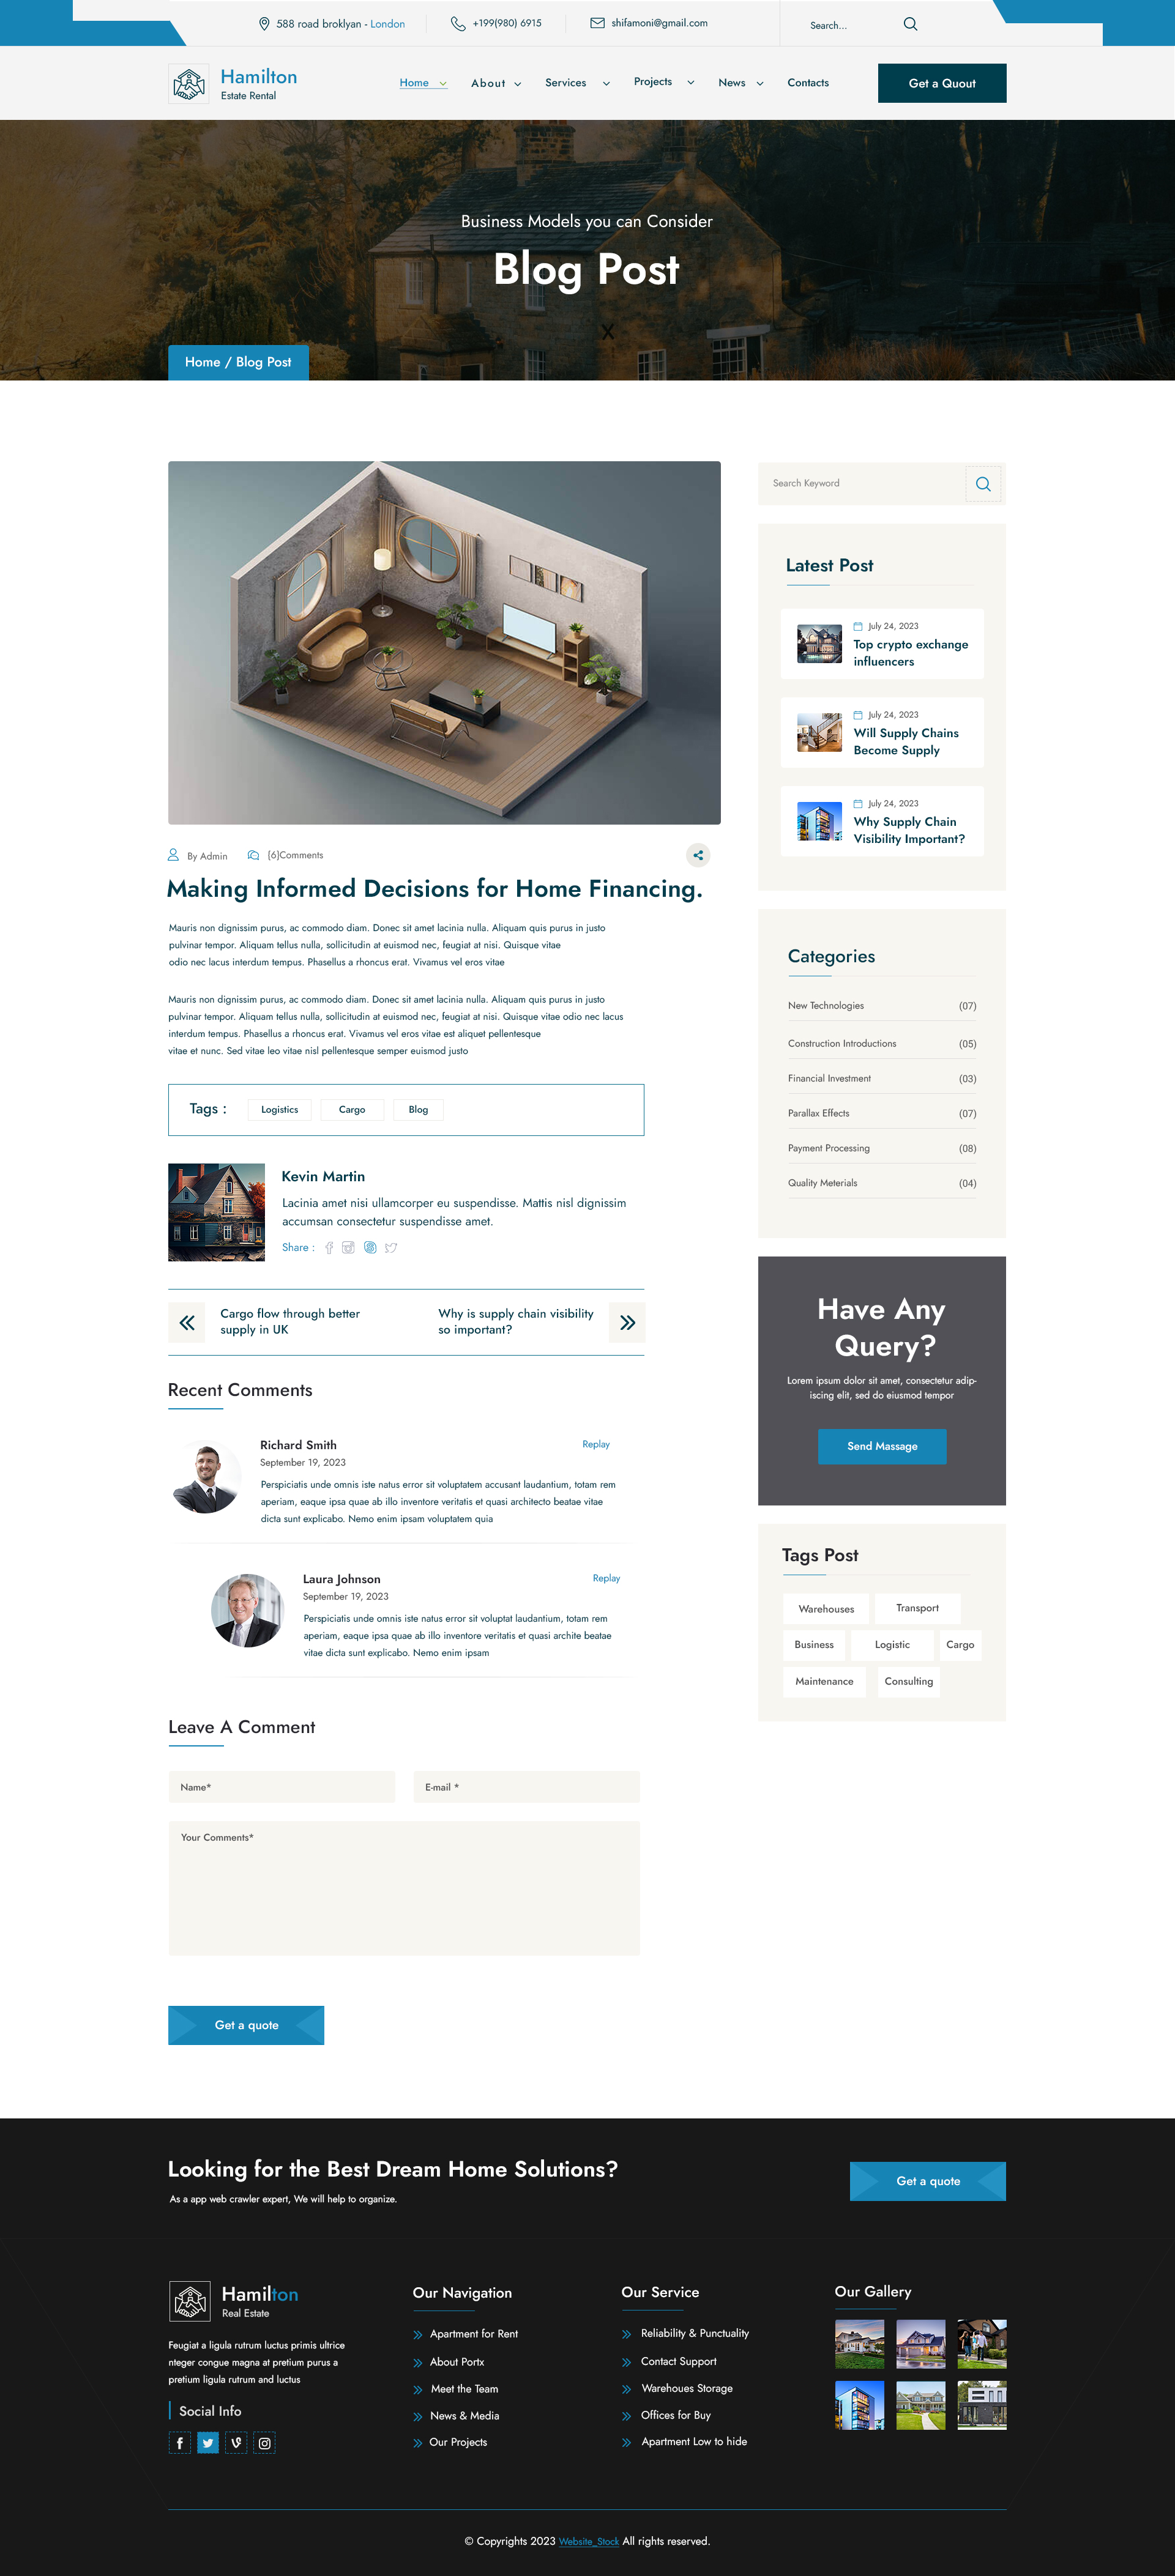 588 road broklyan - London
+199(980) 6915
shifamoni@gmail.com
Search...
Hamilton
Estate Rental
Home
About
Services
Projects
News
Contacts
Get a Quout
Business Models you can Consider
Blog Post
X
Home / Blog Post
Search Keyword
Latest Post
July 24, 2023
Top crypto exchange
influencers
July 24, 2023
Will Supply Chains
Become Supply
July 24, 2023
Why Supply Chain
Visibility Important?
By Admin
[6]Comments
Making Informed Decisions for Home Financing.
Mauris non dignissim purus, ac commodo diam. Donec sit amet lacinia nulla. Aliquam quis purus in justo
pulvinar tempor. Aliquam tellus nulla, sollicitudin at euismod nec, feugiat at nisi. Quisque vitae
odio nec lacus interdum tempus. Phasellus a rhoncus erat. Vivamus vel eros vitae
Mauris non dignissim purus, ac commodo diam. Donec sit amet lacinia nulla. Aliquam quis purus in justo
pulvinar tempor. Aliquam tellus nulla, sollicitudin at euismod nec, feugiat at nisi. Quisque vitae odio nec lacus
interdum tempus. Phasellus a rhoncus erat. Vivamus vel eros vitae est aliquet pellentesque
vitae et nunc. Sed vitae leo vitae nisl pellentesque semper euismod justo
Tags :
Logistics
Cargo
Blog
Kevin Martin
Lacinia amet nisi ullamcorper eu suspendisse. Mattis nisl dignissim
accumsan consectetur suspendisse amet.
Share :
Cargo flow through better
supply in UK
Why is supply chain visibility
so important?
Categories
New Technologies (07)
Construction Introductions (05)
Financial Investment (03)
Parallax Effects (07)
Payment Processing (08)
Quality Meterials (04)
Have Any
Query?
Lorem ipsum dolor sit amet, consectetur adip-
iscing elit, sed do eiusmod tempor
Send Massage
Tags Post
Warehouses
Transport
Business
Logistic
Cargo
Maintenance
Consulting
Recent Comments
Richard Smith
Replay
September 19, 2023
Perspiciatis unde omnis iste natus error sit voluptatem accusant laudantium, totam rem
aperiam, eaque ipsa quae ab illo inventore veritatis et quasi architecto beatae vitae
dicta sunt explicabo. Nemo enim ipsam voluptatem quia
Laura Johnson
Replay
September 19, 2023
Perspiciatis unde omnis iste natus error sit voluptat laudantium, totam rem
aperiam, eaque ipsa quae ab illo inventore veritatis et quasi archite beatae
vitae dicta sunt explicabo. Nemo enim ipsam
Leave A Comment
Name*
E-mail *
Your Comments*
Get a quote
Looking for the Best Dream Home Solutions?
As a app web crawler expert, We will help to organize.
Get a quote
Hamilton
Real Estate
Feugiat a ligula rutrum luctus primis ultrice
nteger congue magna at pretium purus a
pretium ligula rutrum and luctus
Social Info
Our Navigation
Apartment for Rent
About Portx
Meet the Team
News & Media
Our Projects
Our Service
Reliability & Punctuality
Contact Support
Warehoues Storage
Offices for Buy
Apartment Low to hide
Our Gallery
© Copyrights 2023 Website_Stock All rights reserved.